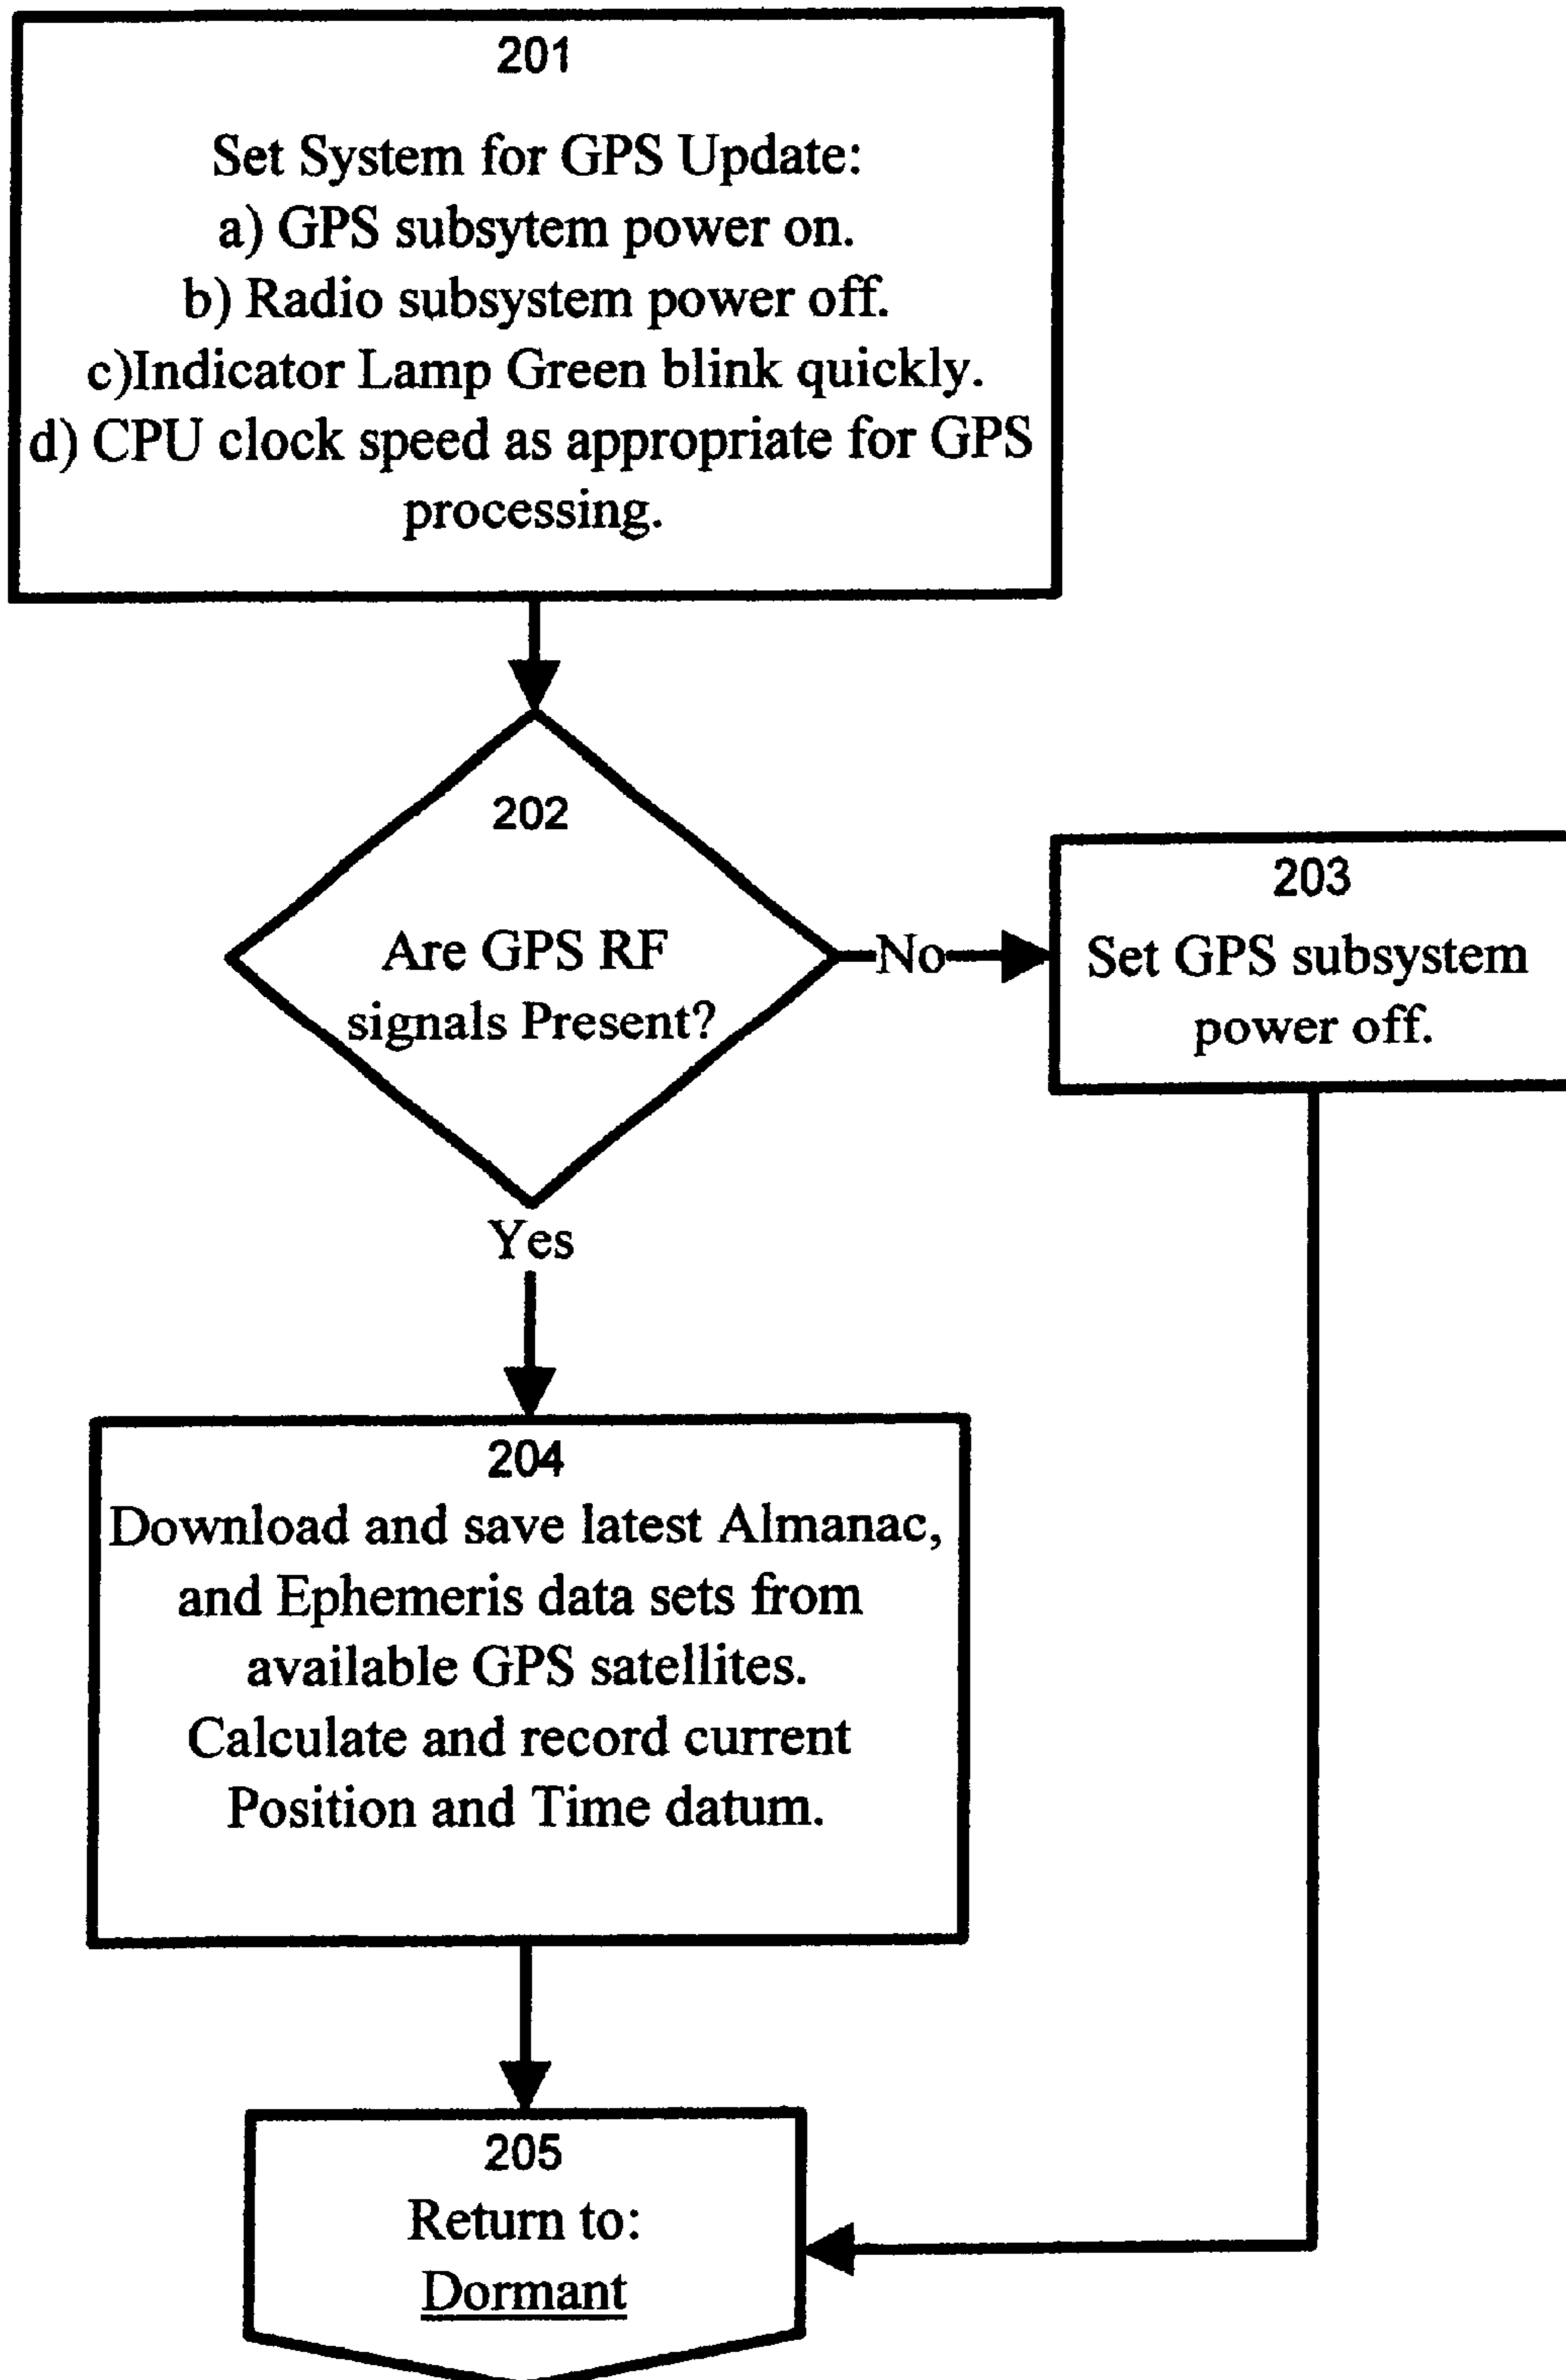 201
Set System for GPS Update:
a) GPS subsytem power on.
b) Radio subsystem power off.
c)Indicator Lamp Green blink quickly.
d) CPU clock speed as appropriate for GPS
processing.
202
Are GPS RF
signals Present?
No
203
Set GPS subsystem
power off.
Yes
204
Download and save latest Almanac,
and Ephemeris data sets from
available GPS satellites.
Calculate and record current
Position and Time datum.
205
Return to:
Dormant